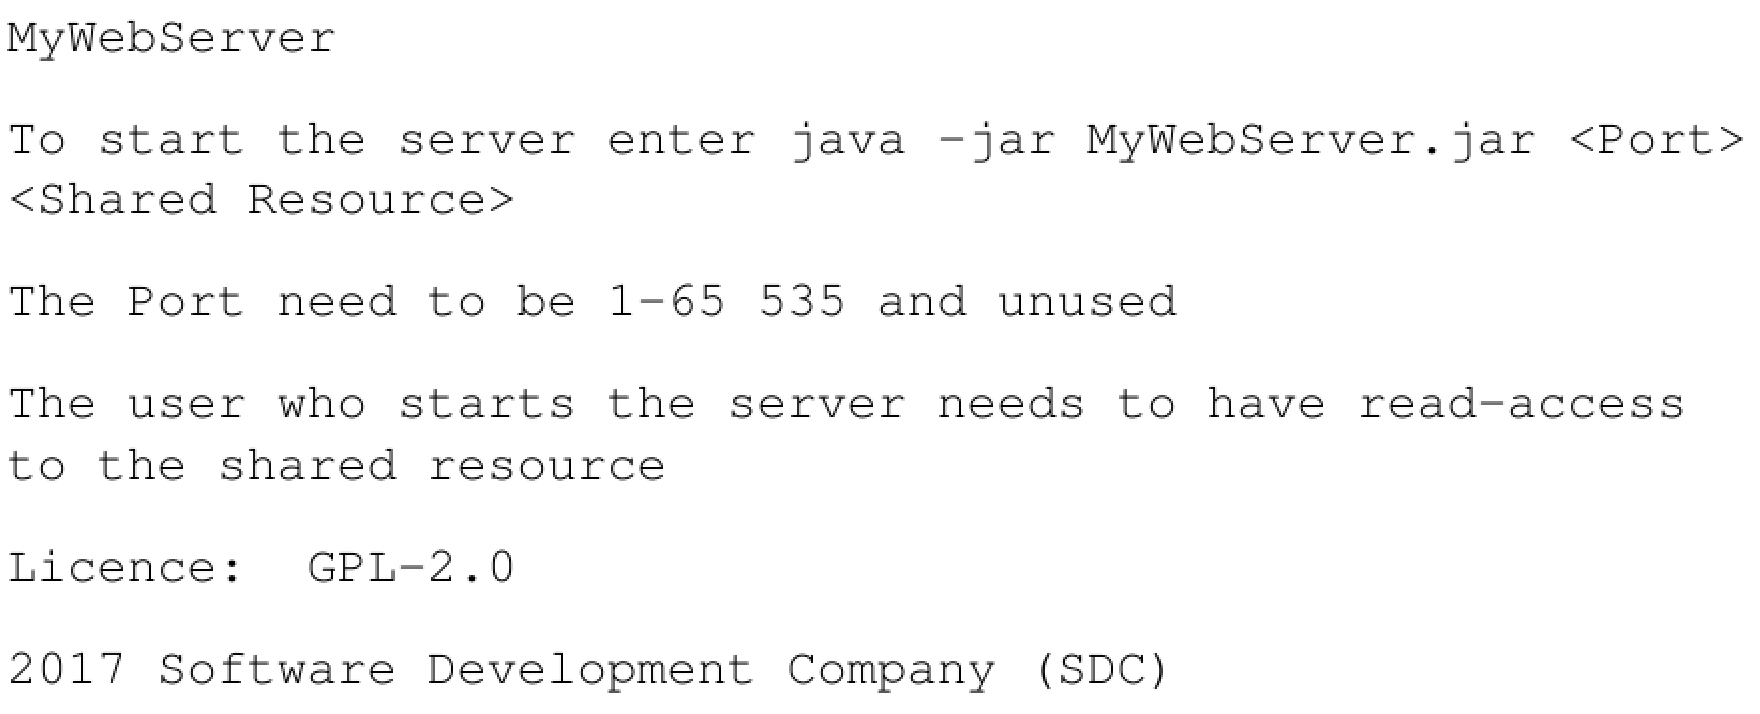 MyWebServer
To start the server enter java -jar MyWebServer.jar <Port>
<Shared Resource>
The Port need to be 1-65 535 and unused
The user who starts the server needs to have read-access
to the shared resource
Licence: GPL-2.0
2017 Software Development Company (SDC)